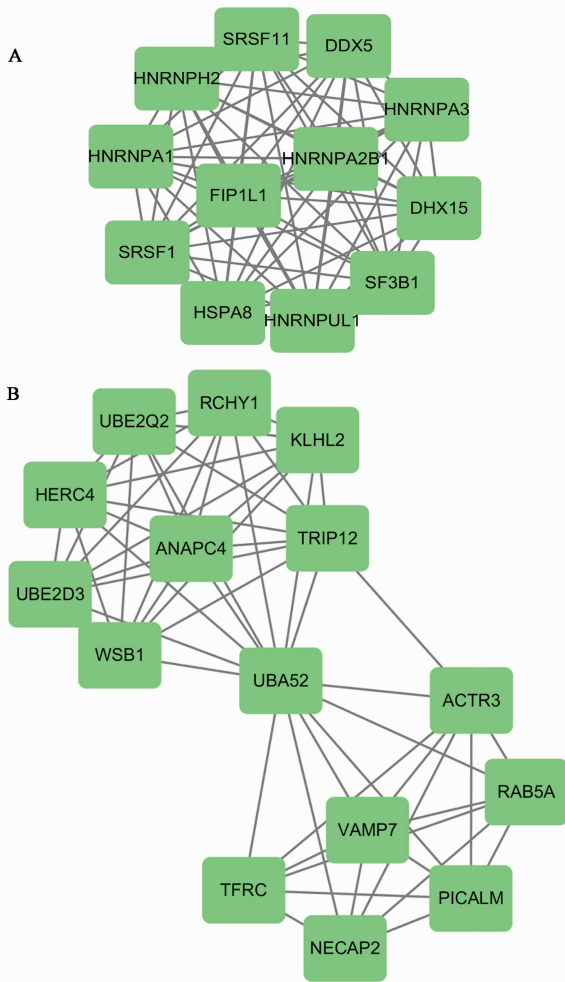 A
SRSF11
DDX5
HNRNPH2
HNRNPA3
HNRNPA1
HNRNPA2B1
FIP1L1
DHX15
SRSF1
SF3B1
HSPA8
HNRNPUL1
B
RCHY1
UBE2Q2
KLHL2
HERC4
ANAPC4
TRIP12
UBE2D3
WSB1
UBA52
ACTR3
RAB5A
VAMP7
TFRC
PICALM
NECAP2